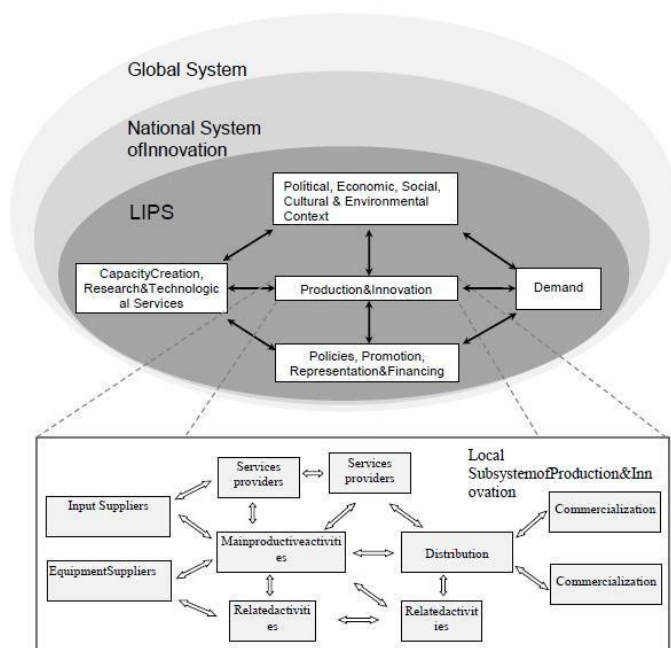 Global System
National System
ofInnovation
LIPS
Polítical, Economic, Social,
Cultural & Environmental
Context
CapacityCreation,
Research&Technologic
al Services
Production&Innovation
Demand
Policies, Promotion,
Representation&Financing
Local
SubsystemofProduction&Inn
ovation
Services
providers
Services
providers
Input Suppliers
Commercialization
Mainproductiveactiviti
es
Distribution
EquipmentSuppliers
Commercialization
Relatedactiviti
es
Relatedactivit
ies